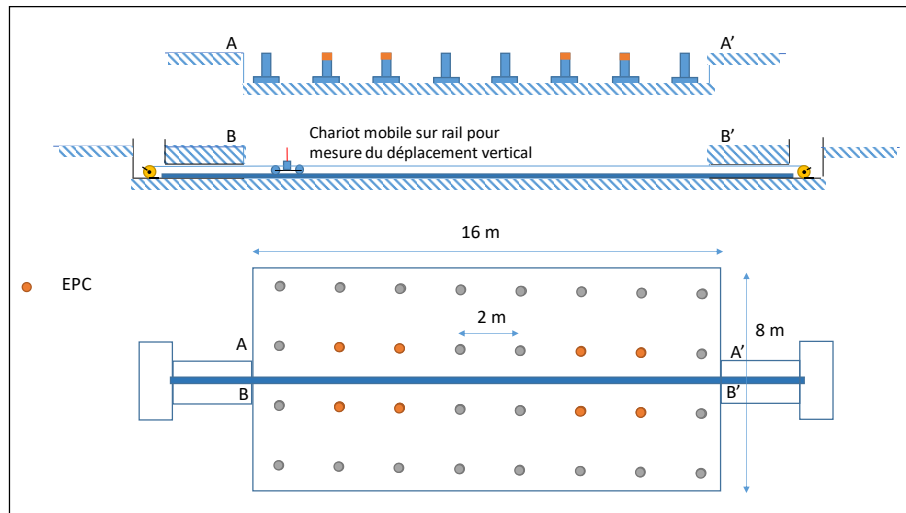 A
A’
B
Chariot mobile sur rail pour
mesure du déplacement vertical
B’
16 m
EPC
2 m
8 m
A
A’
B
B’